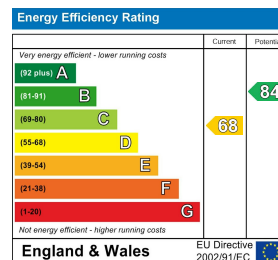 Energy Efficiency Rating
Current Potentia
Very energy efficient - lower running costs
(92 plus) A
(81-91) B
84
(69-80) C
68
(55-68) D
(39-54) E
(21-38) F
(1-20) G
Not energy efficient - higher running costs
England & Wales
EU Directive
2002/91/EC